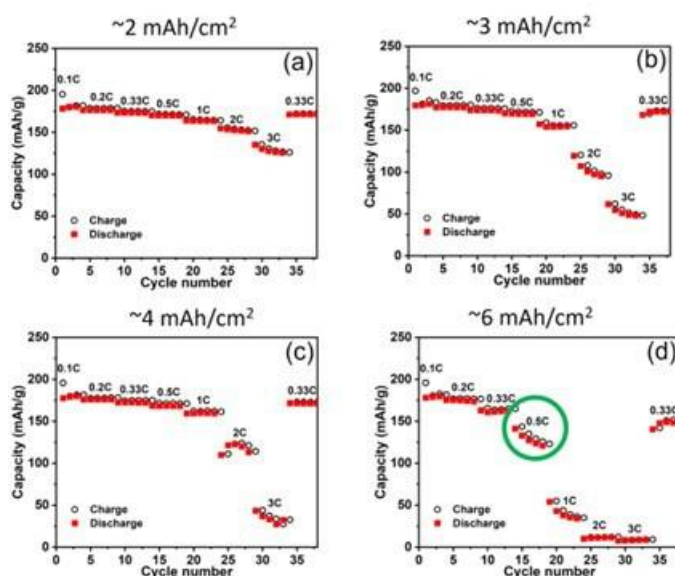 ~2 mAh/cm²
(a)
250
200
150
100
50
0
0.1C
0.2C
0.33C
0.5C
1C
2C
3C
0.33C
Charge
Discharge
0 5 10 15 20 25 30 35
Cycle number
Capacity (mAh/g)
~3 mAh/cm²
(b)
250
200
150
100
50
0
0.1C
0.2C
0.33C
0.5C
1C
2C
3C
0.33C
Charge
Discharge
0 5 10 15 20 25 30 35
Cycle number
Capacity (mAh/g)
~4 mAh/cm²
(c)
250
200
150
100
50
0
0.1C
0.2C
0.33C
0.5C
1C
2C
3C
0.33C
Charge
Discharge
0 5 10 15 20 25 30 35
Cycle number
Capacity (mAh/g)
~6 mAh/cm²
(d)
250
200
150
100
50
0
0.1C
0.2C
0.33C
0.5C
1C
2C
3C
0.33C
Charge
Discharge
0 5 10 15 20 25 30 35
Cycle number
Capacity (mAh/g)